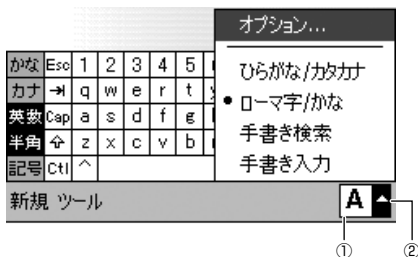 オプション...
ひらがな/カタカナ
• ローマ字/かな
手書き検索
手書き入力
かな Esc 1 2 3 4 5
カナ →| q w e r t
英数 Cap a s d f g
半角 z x c v b
記号 Ctl ^
新規 ツール A
① ②